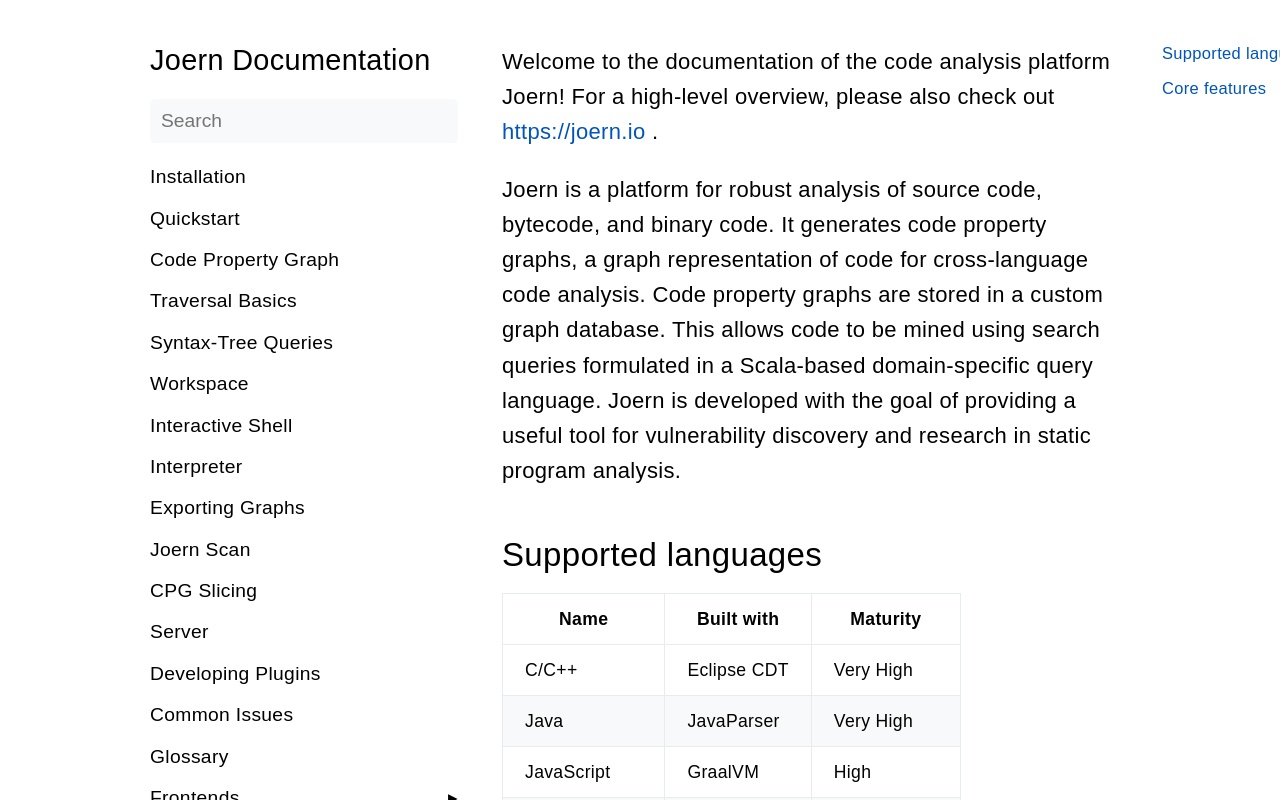 Joern Documentation
Search
Installation
Quickstart
Code Property Graph
Traversal Basics
Syntax-Tree Queries
Workspace
Interactive Shell
Interpreter
Exporting Graphs
Joern Scan
CPG Slicing
Server
Developing Plugins
Common Issues
Glossary
Frontends
Welcome to the documentation of the code analysis platform
Joern! For a high-level overview, please also check out
https://joern.io .
Joern is a platform for robust analysis of source code,
bytecode, and binary code. It generates code property
graphs, a graph representation of code for cross-language
code analysis. Code property graphs are stored in a custom
graph database. This allows code to be mined using search
queries formulated in a Scala-based domain-specific query
language. Joern is developed with the goal of providing a
useful tool for vulnerability discovery and research in static
program analysis.
Supported languages
Name Built with Maturity
C/C++ Eclipse CDT Very High
Java JavaParser Very High
JavaScript GraalVM High
Supported
Core features